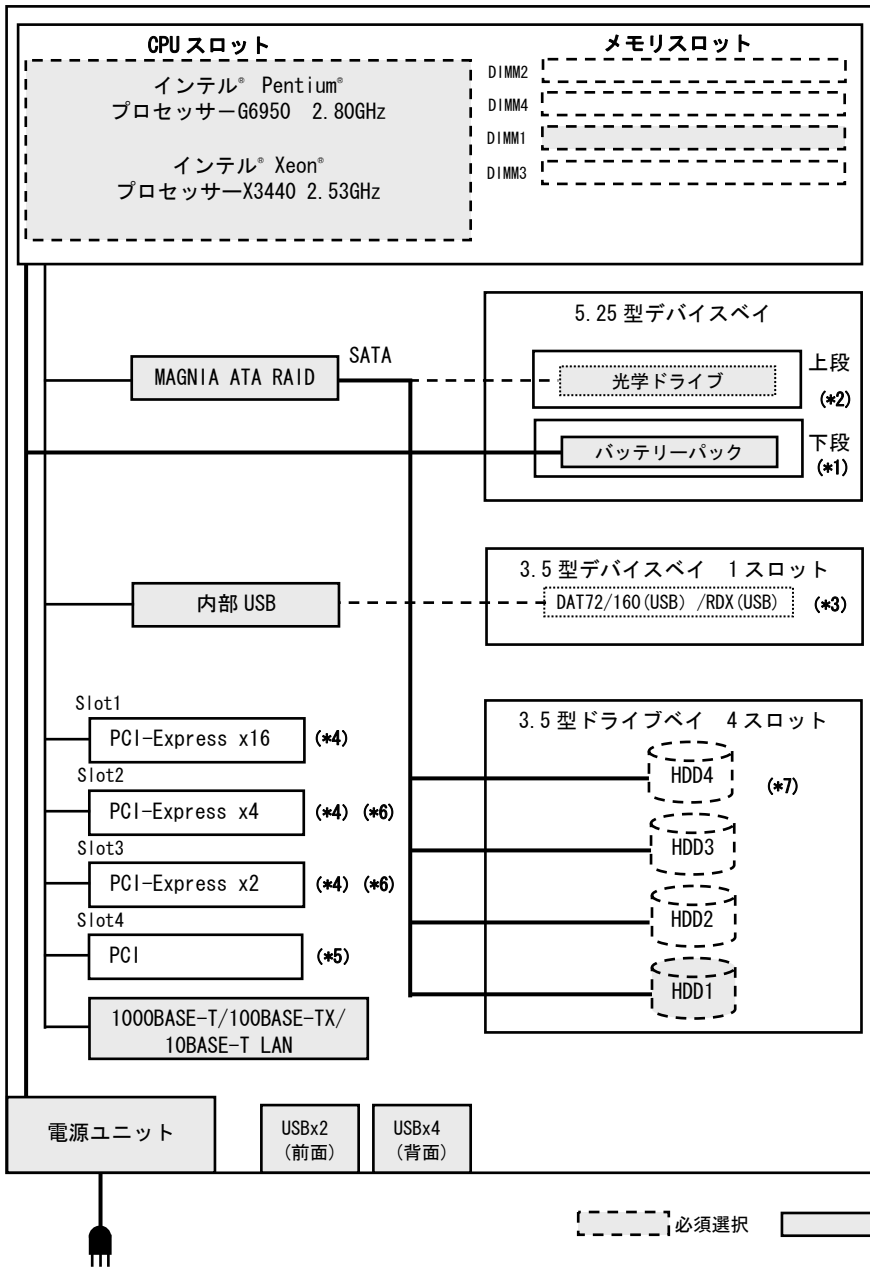 CPU スロット
メモリスロット
インテル® Pentium®
プロセッサーG6950 2.80GHz
インテル® Xeon®
プロセッサーX3440 2.53GHz
DIMM2
DIMM4
DIMM1
DIMM3
5.25 型デバイスベイ
MAGNIA ATA RAID
SATA
光学ドライブ
上段
(*2)
バッテリーパック
下段
(*1)
内部 USB
3.5 型デバイスベイ 1 スロット
DAT72/160(USB) /RDX(USB)
(*3)
Slot1
PCI-Express x16
(*4)
Slot2
PCI-Express x4
(*4) (*6)
Slot3
PCI-Express x2
(*4) (*6)
Slot4
PCI
(*5)
1000BASE-T/100BASE-TX/
10BASE-T LAN
3.5 型ドライブベイ 4 スロット
HDD4
(*7)
HDD3
HDD2
HDD1
電源ユニット
USBx2
(前面)
USBx4
(背面)
必須選択